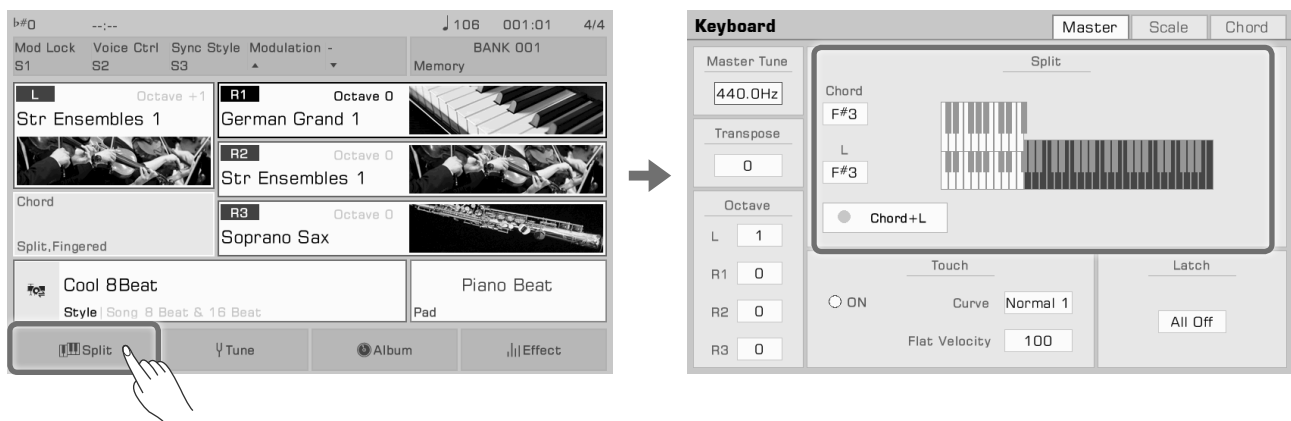 ♭#0 --:-- ♩106 001:01 4/4
Mod Lock Voice Ctrl Sync Style Modulation - BANK 001
S1 S2 S3 ▲ ▼ Memory
L Octave +1
Str Ensembles 1
R1 Octave 0
German Grand 1
R2 Octave 0
Str Ensembles 1
Chord
Split,Fingered
R3 Octave 0
Soprano Sax
Cool 8Beat
Style | Song 8 Beat & 16 Beat
Piano Beat
Pad
Split Tune Album Effect
Keyboard Master Scale Chord
Master Tune
440.0Hz
Transpose
0
Octave
L 1
R1 0
R2 0
R3 0
Split
Chord
F#3
L
F#3
Chord+L
Touch
ON Curve Normal 1
Flat Velocity 100
Latch
All Off